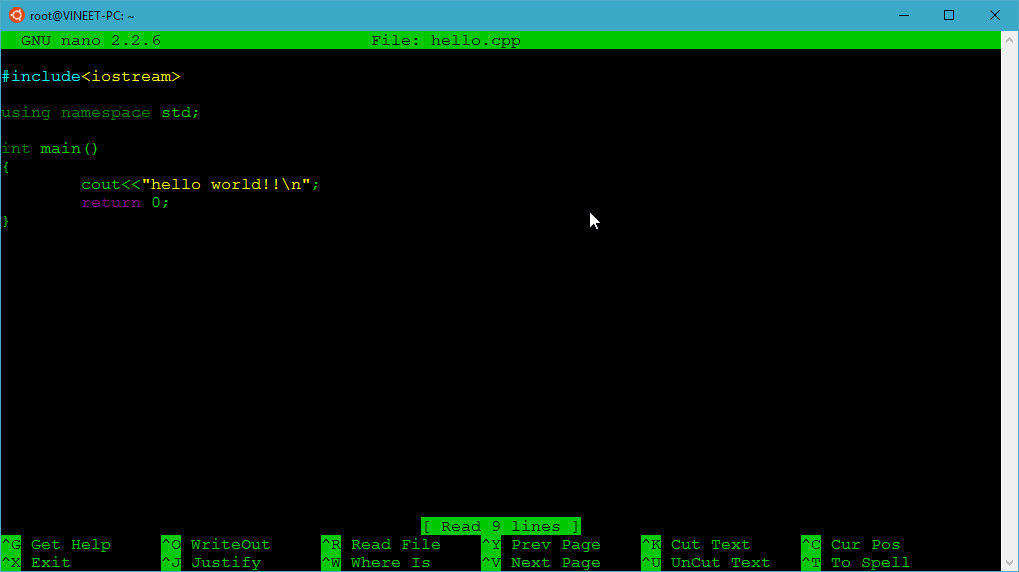 root@VINEET-PC: ~
GNU nano 2.2.6 File: hello.cpp
#include<iostream>
using namespace std;
int main()
{
cout<<"hello world!!\n";
return 0;
}
[ Read 9 lines ]
^G Get Help ^O WriteOut ^R Read File ^Y Prev Page ^K Cut Text ^C Cur Pos
^X Exit ^J Justify ^W Where Is ^V Next Page ^U UnCut Text ^T To Spell